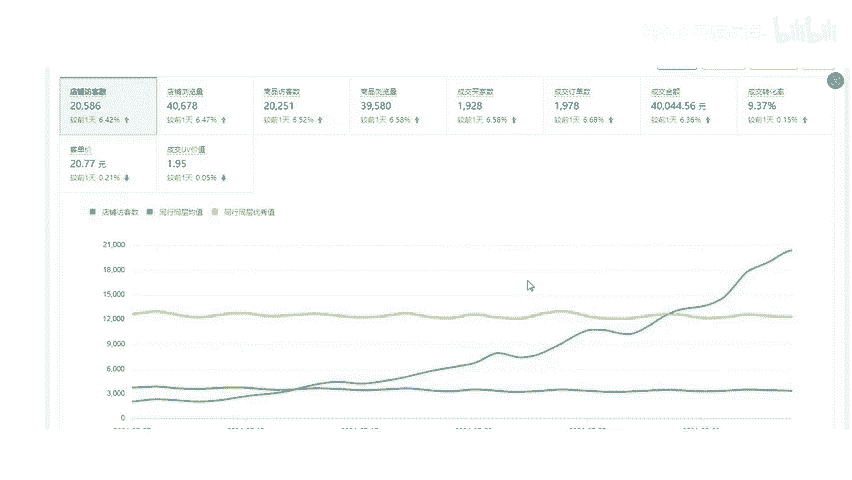 bilibili
店铺访客数 店铺浏览量 商品访客数 商品浏览量 成交买家数 成交订单数 成交金额 成交转化率
20,586 40,678 20,251 39,580 1,928 1,978 40,044.56 元 9.37%
较前1天 6.42% 较前1天 6.47% 较前1天 6.52% 较前1天 6.58% 较前1天 6.58% 较前1天 6.68% 较前1天 6.36% 较前1天 0.15%
客单价 成交UV价值
20.77 元 1.95
较前1天 0.21% 较前1天 0.05%
店铺访客数 同行同层均值 同行同层优秀值
21,000
18,000
15,000
12,000
9,000
6,000
3,000
0